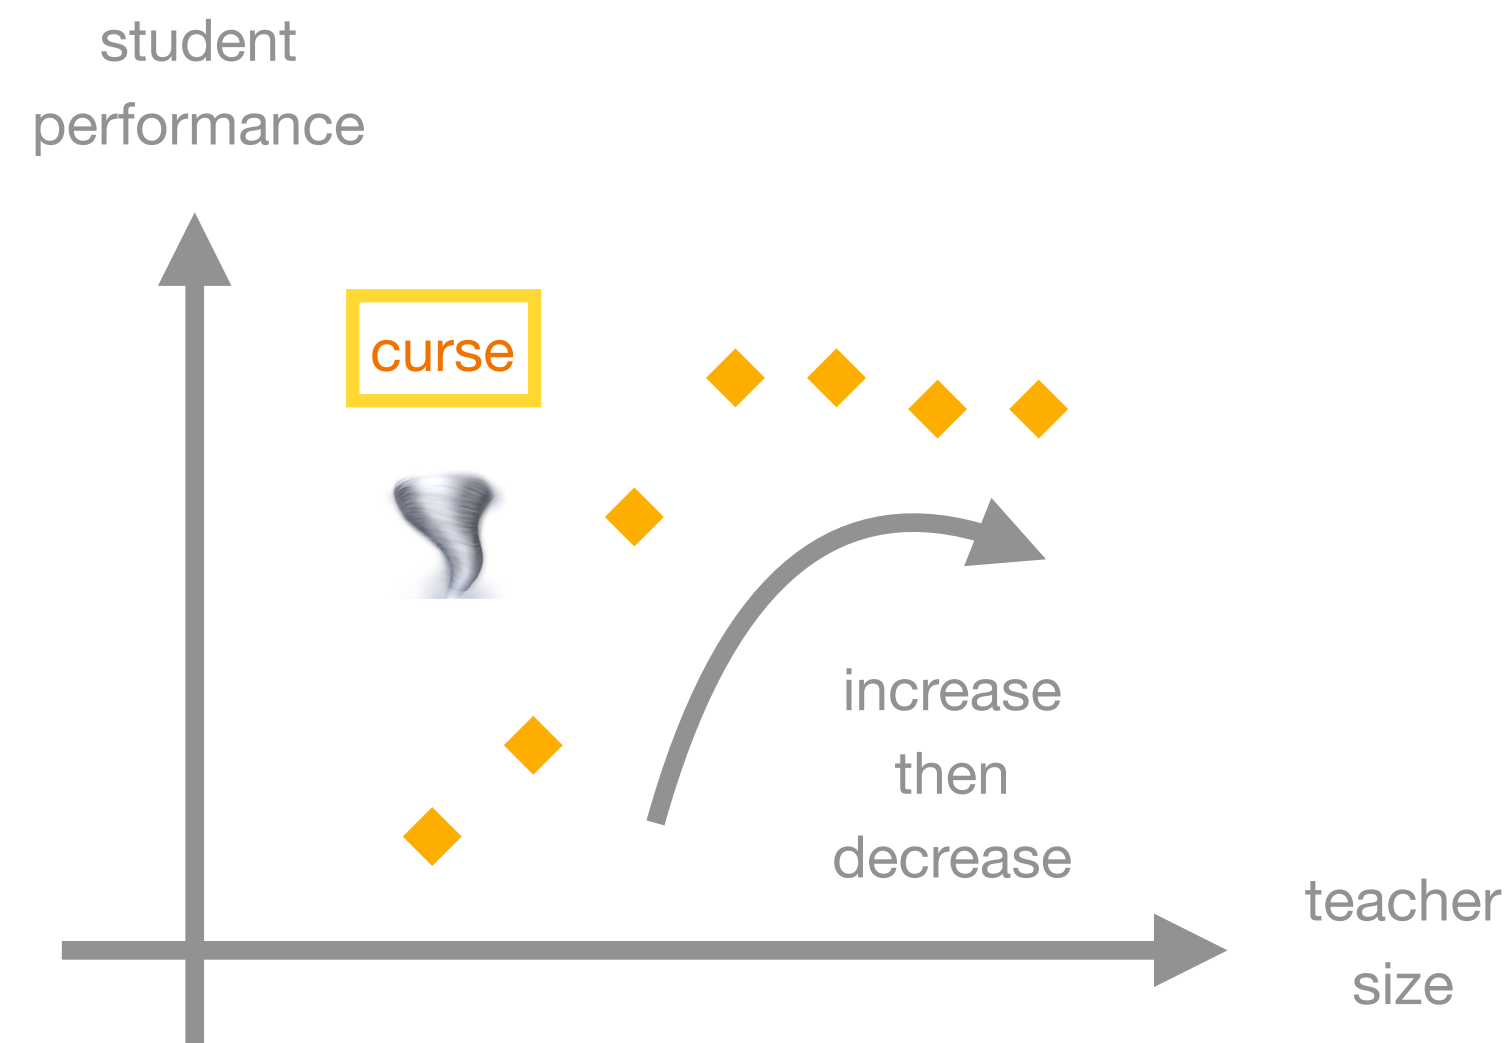 student
performance
curse
increase
then
decrease
teacher
size